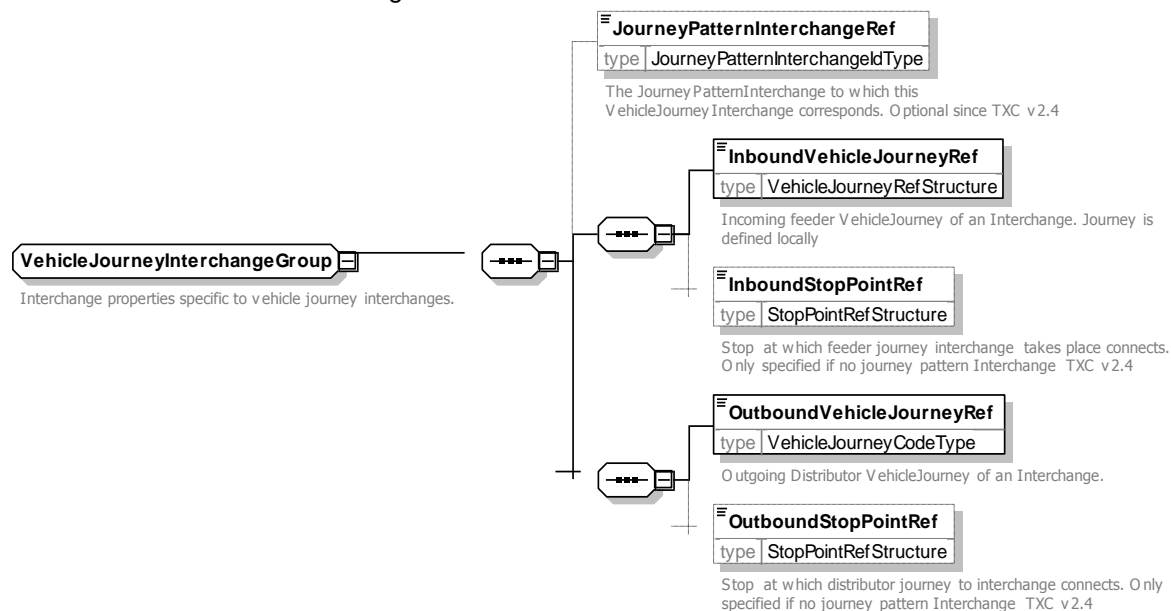 JourneyPatternInterchangeRef
type JourneyPatternInterchangeIdType
The JourneyPatternInterchange to which this
VehicleJourneyInterchange corresponds. Optional since TXC v2.4
InboundVehicleJourneyRef
type VehicleJourneyRefStructure
Incoming feeder VehicleJourney of an Interchange. Journey is
defined locally
VehicleJourneyInterchangeGroup
Interchange properties specific to vehicle journey interchanges.
InboundStopPointRef
type StopPointRefStructure
Stop at which feeder journey interchange takes place connects.
Only specified if no journey pattern Interchange TXC v2.4
OutboundVehicleJourneyRef
type VehicleJourneyCodeType
Outgoing Distributor VehicleJourney of an Interchange.
OutboundStopPointRef
type StopPointRefStructure
Stop at which distributor journey to interchange connects. Only
specified if no journey pattern Interchange TXC v2.4